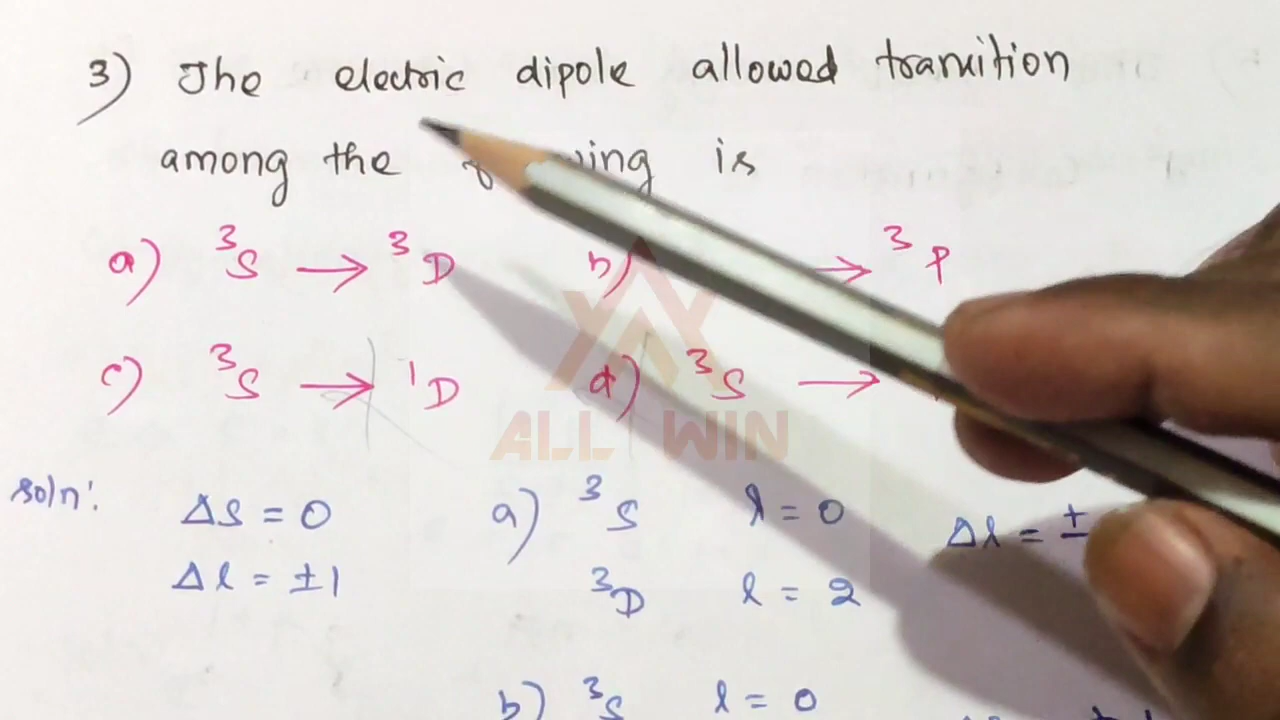 3) The electric dipole allowed transition
among the is
a) ³S → ³D b) → ³P
c) ³S → ¹D d) ³S →
soln: ΔS = 0 a) ³S l = 0 Δl = ±
Δl = ±1 ³D l = 2
b) ³S l = 0
ALL WIN